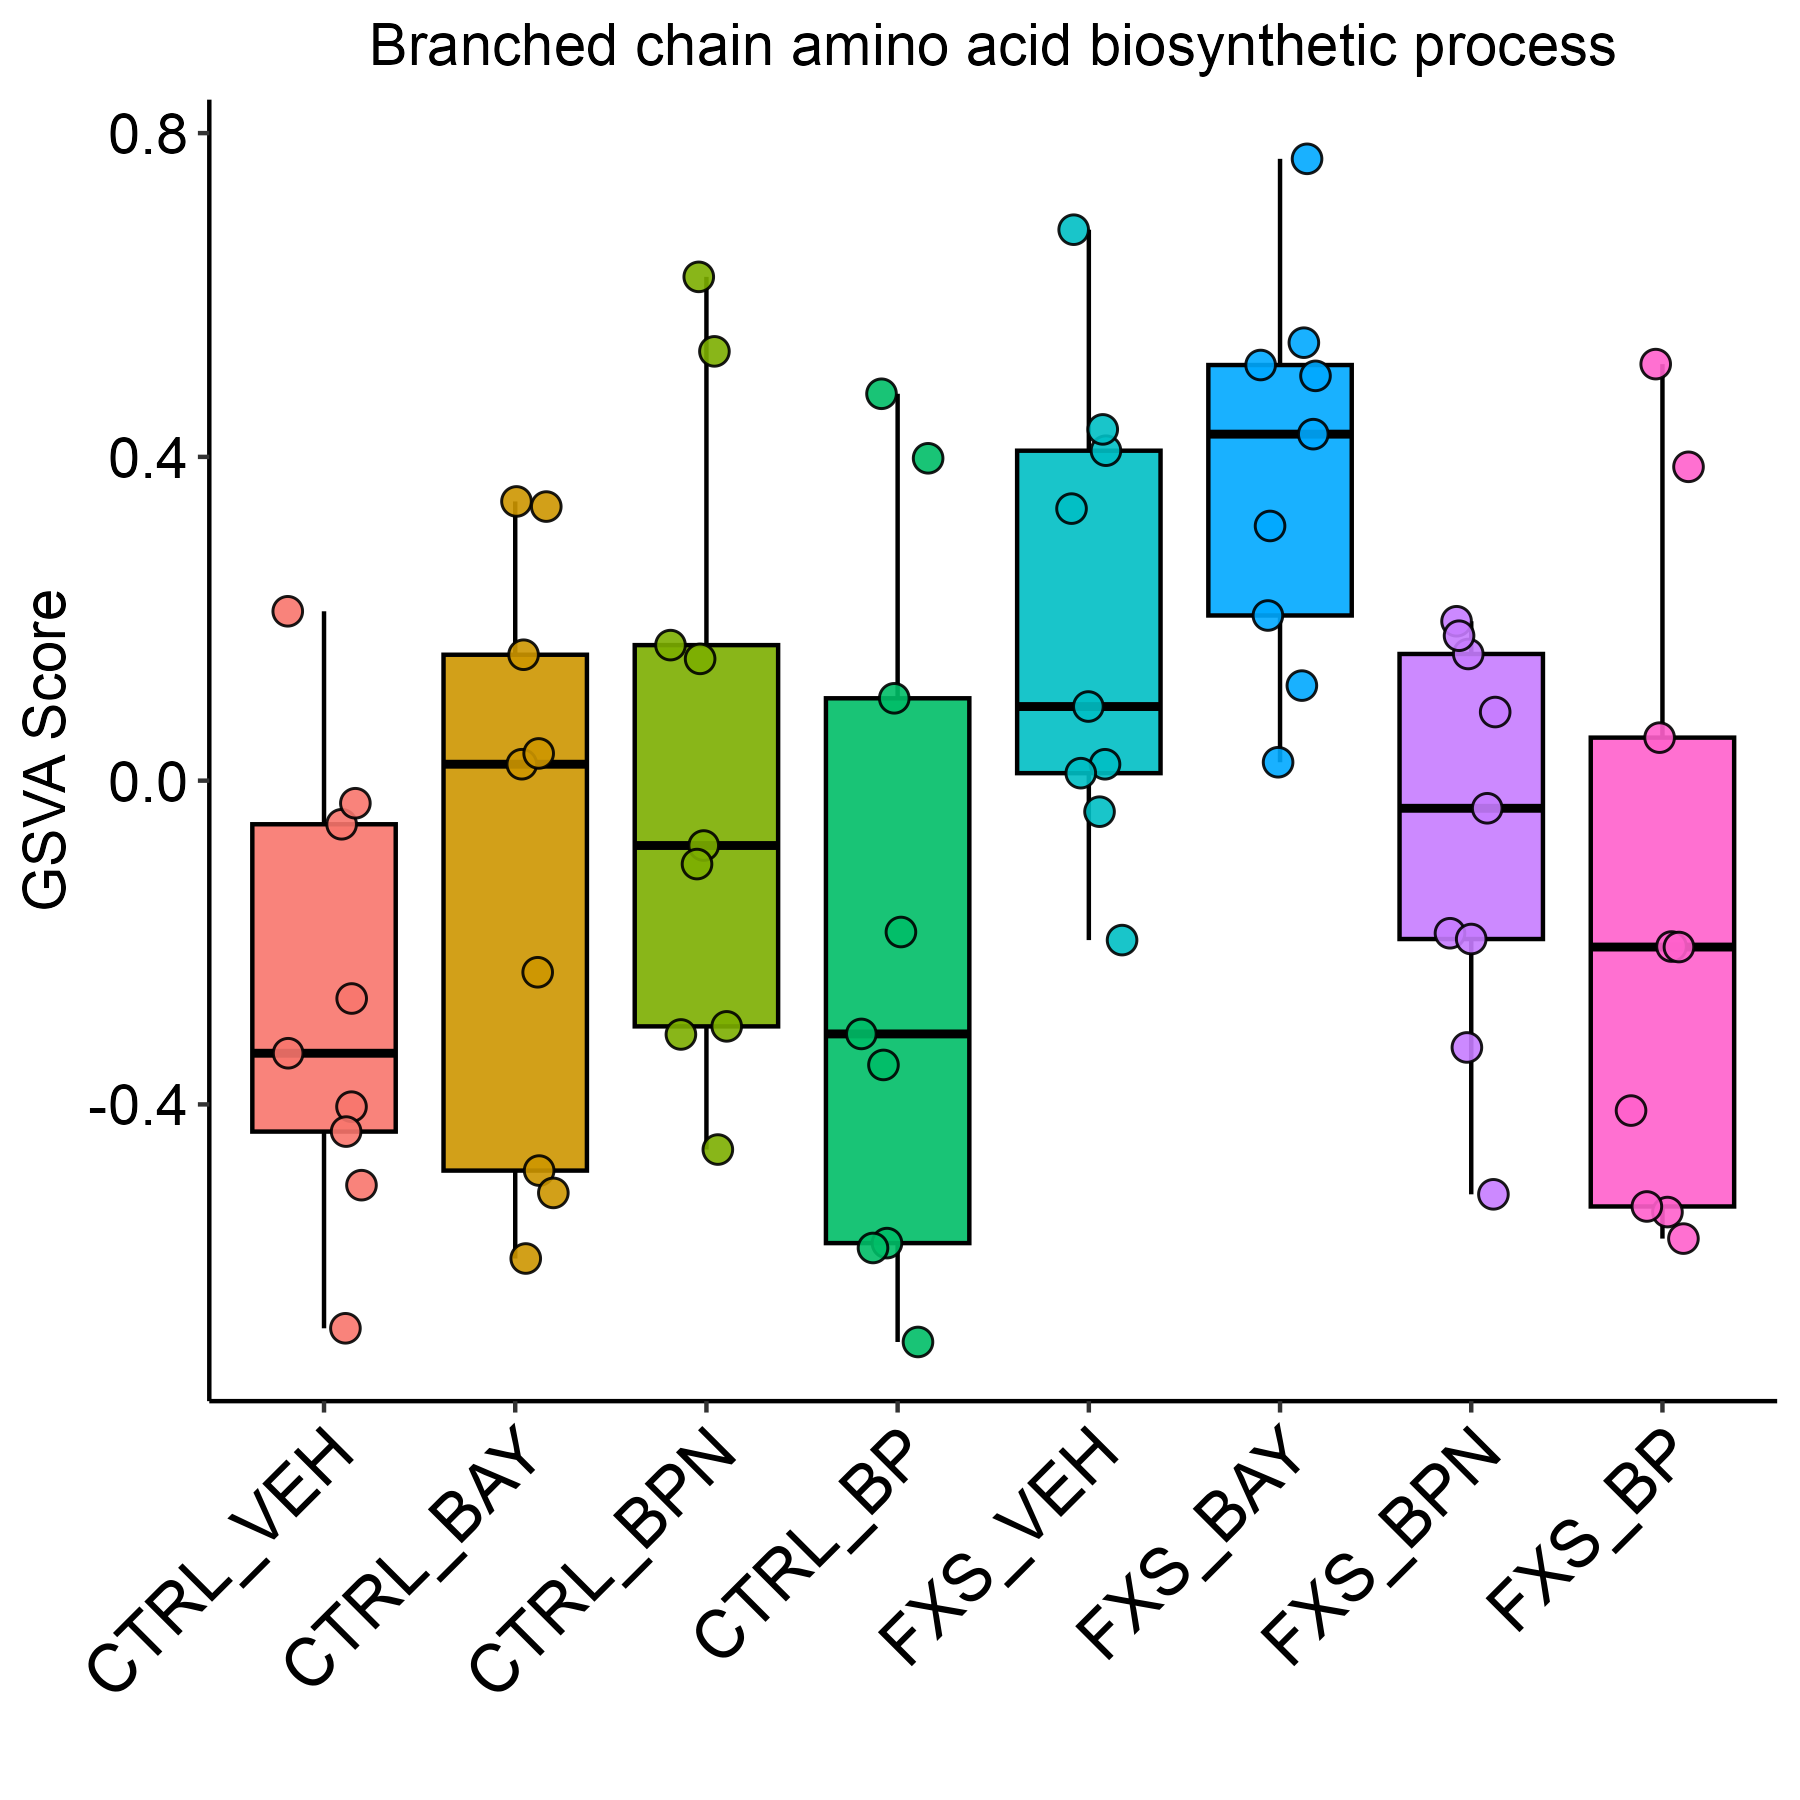 Branched chain amino acid biosynthetic process
GSVA Score
0.8
0.4
0.0
-0.4
CTRL_VEH
CTRL_BAY
CTRL_BPN
CTRL_BP
FXS_VEH
FXS_BAY
FXS_BPN
FXS_BP